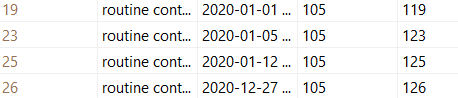 19 routine cont... 2020-01-01 ... 105 119
23 routine cont... 2020-01-05 ... 105 123
25 routine cont... 2020-01-12 ... 105 125
26 routine cont... 2020-12-27 ... 105 126